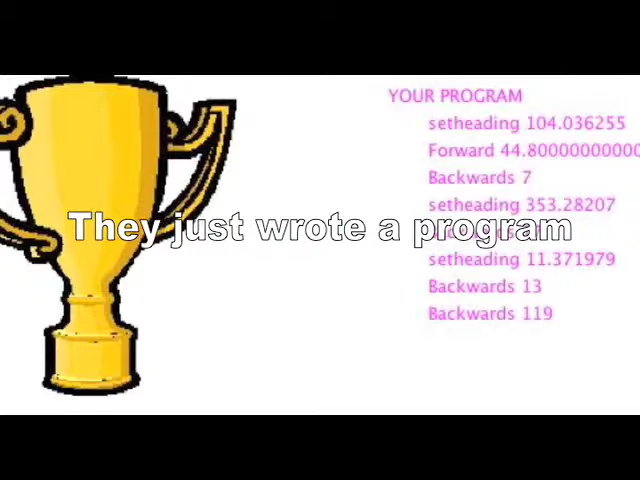 YOUR PROGRAM
setheading 104.036255
Forward 44.80000000000
Backwards 7
setheading 353.28207
They just wrote a program
setheading 11.371979
Backwards 13
Backwards 119